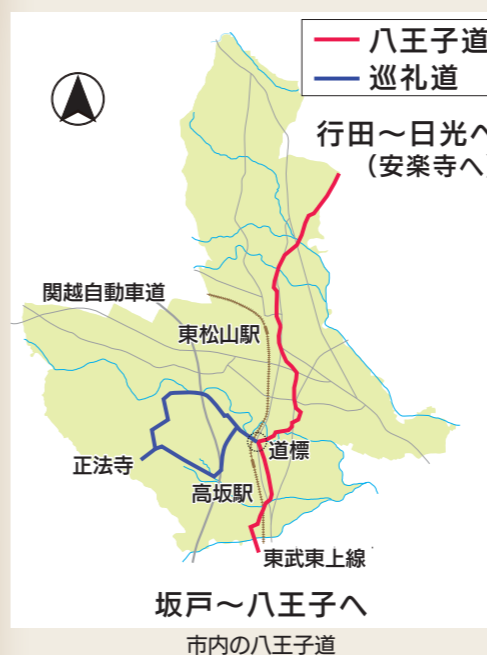 八王子道
巡礼道
行田～日光へ
（安楽寺へ）
関越自動車道
東松山駅
道標
正法寺
高坂駅
東武東上線
坂戸～八王子へ
市内の八王子道